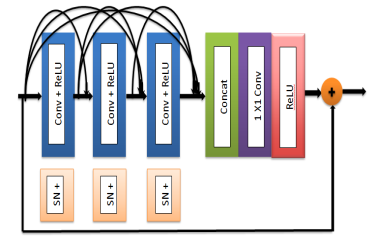 Conv + ReLU
Conv + ReLU
Conv + ReLU
Concat
1 X1 Conv
ReLU
+
SN +
SN +
SN +